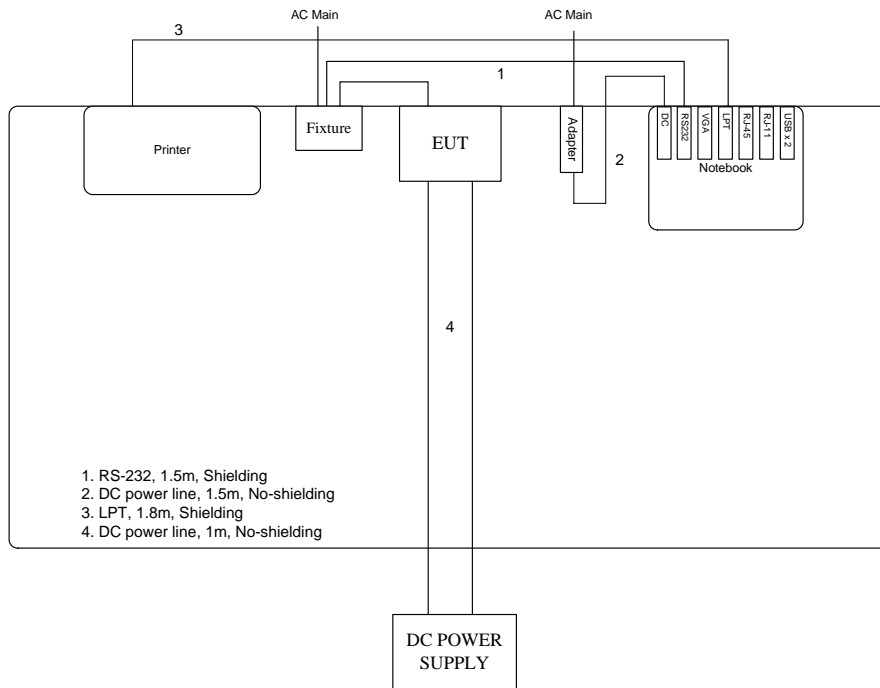 AC Main
AC Main
3
1
Printer
Fixture
EUT
Adapter
2
DC
RS232
VGA
LPT
RJ-45
RJ-11
USB x 2
Notebook
4
1. RS-232, 1.5m, Shielding
2. DC power line, 1.5m, No-shielding
3. LPT, 1.8m, Shielding
4. DC power line, 1m, No-shielding
DC POWER
SUPPLY